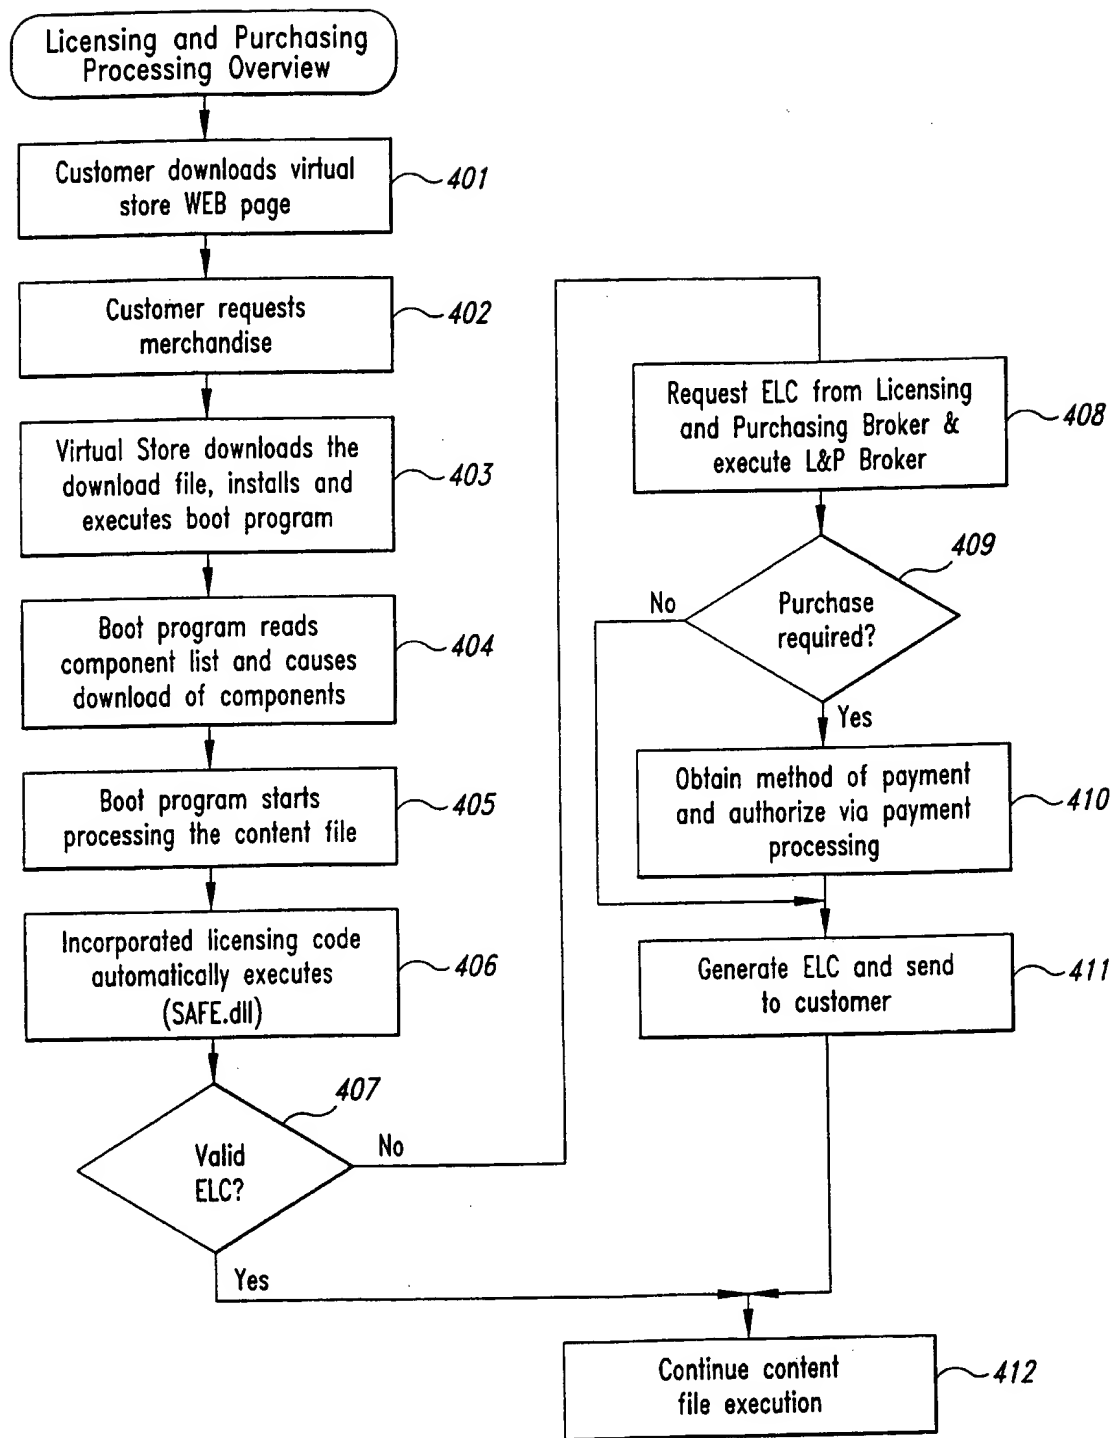 Licensing and Purchasing
Processing Overview
Customer downloads virtual
store WEB page
401
Customer requests
merchandise
402
Virtual Store downloads the
download file, installs and
executes boot program
403
Boot program reads
component list and causes
download of components
404
Boot program starts
processing the content file
405
Incorporated licensing code
automatically executes
(SAFE.dll)
406
407
Valid
ELC?
No
Yes
Request ELC from Licensing
and Purchasing Broker &
execute L&P Broker
408
409
Purchase
required?
No
Yes
Obtain method of payment
and authorize via payment
processing
410
Generate ELC and send
to customer
411
Continue content
file execution
412